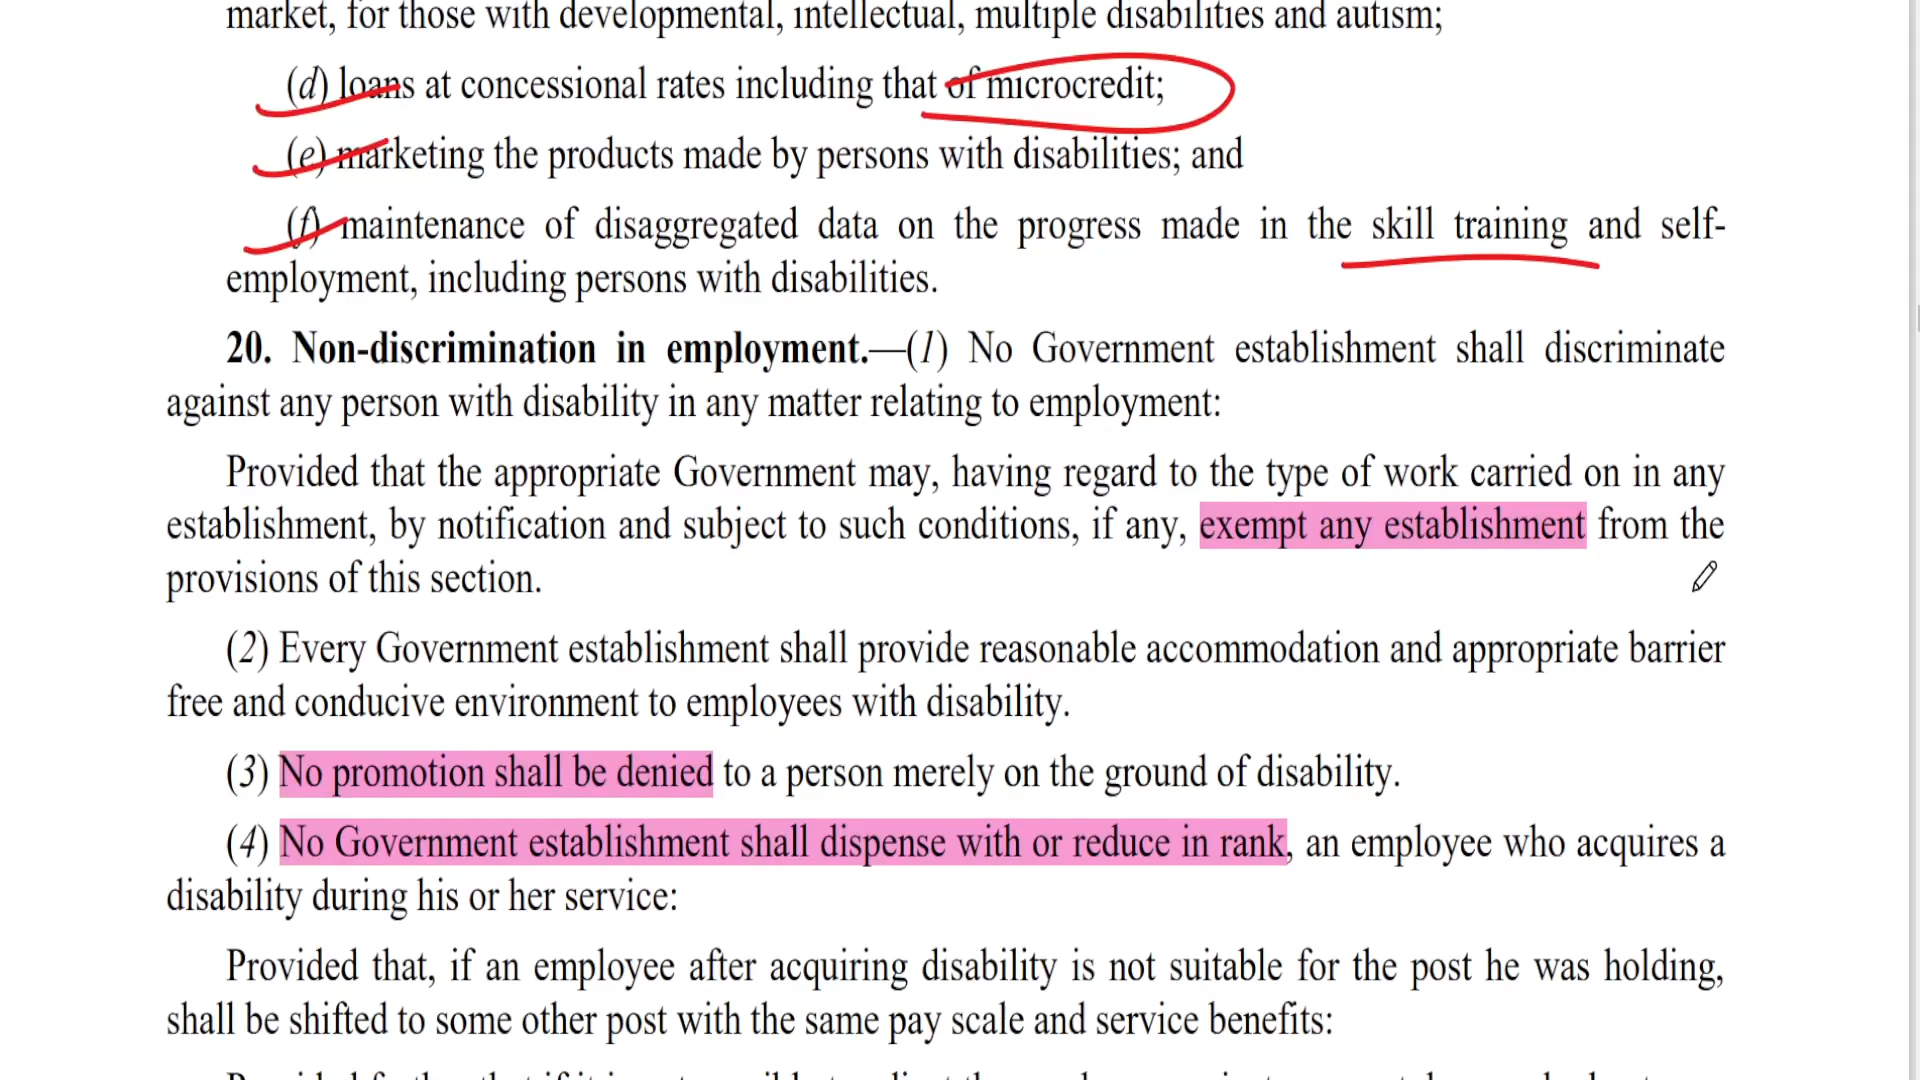 market, for those with developmental, intellectual, multiple disabilities and autism;
(d) loans at concessional rates including that of microcredit;
(e) marketing the products made by persons with disabilities; and
(f) maintenance of disaggregated data on the progress made in the skill training and self-
employment, including persons with disabilities.
20. Non-discrimination in employment.—(1) No Government establishment shall discriminate
against any person with disability in any matter relating to employment:
Provided that the appropriate Government may, having regard to the type of work carried on in any
establishment, by notification and subject to such conditions, if any, exempt any establishment from the
provisions of this section.
(2) Every Government establishment shall provide reasonable accommodation and appropriate barrier
free and conducive environment to employees with disability.
(3) No promotion shall be denied to a person merely on the ground of disability.
(4) No Government establishment shall dispense with or reduce in rank, an employee who acquires a
disability during his or her service:
Provided that, if an employee after acquiring disability is not suitable for the post he was holding,
shall be shifted to some other post with the same pay scale and service benefits: